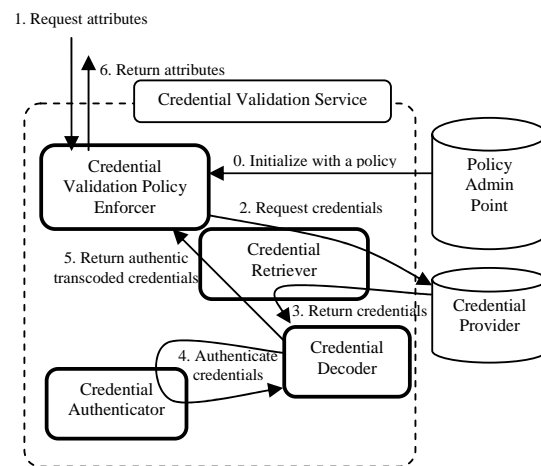 1. Request attributes
6. Return attributes
Credential Validation Service
Credential
Validation Policy
Enforcer
0. Initialize with a policy
Policy
Admin
Point
2. Request credentials
5. Return authentic
transcoded credentials
Credential
Retriever
3. Return credentials
Credential
Provider
4. Authenticate
credentials
Credential
Decoder
Credential
Authenticator